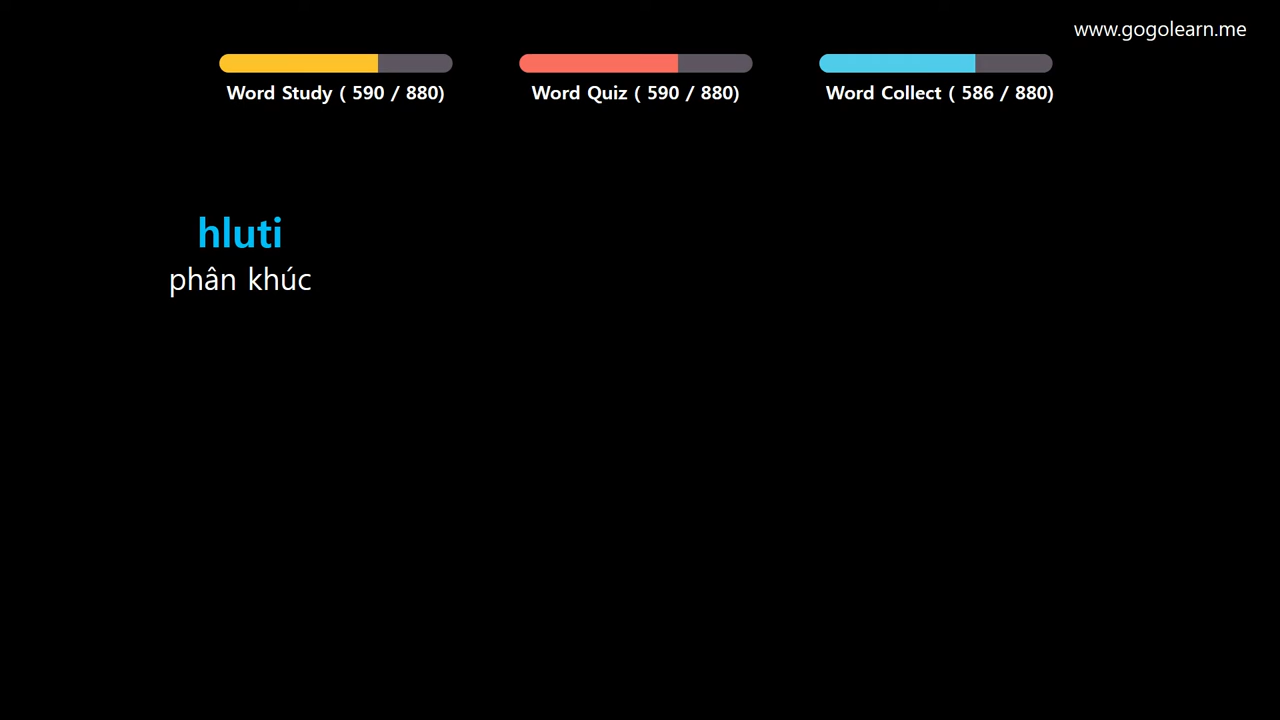 www.gogolearn.me
Word Study ( 590 / 880)
Word Quiz ( 590 / 880)
Word Collect ( 586 / 880)
hluti
phân khúc